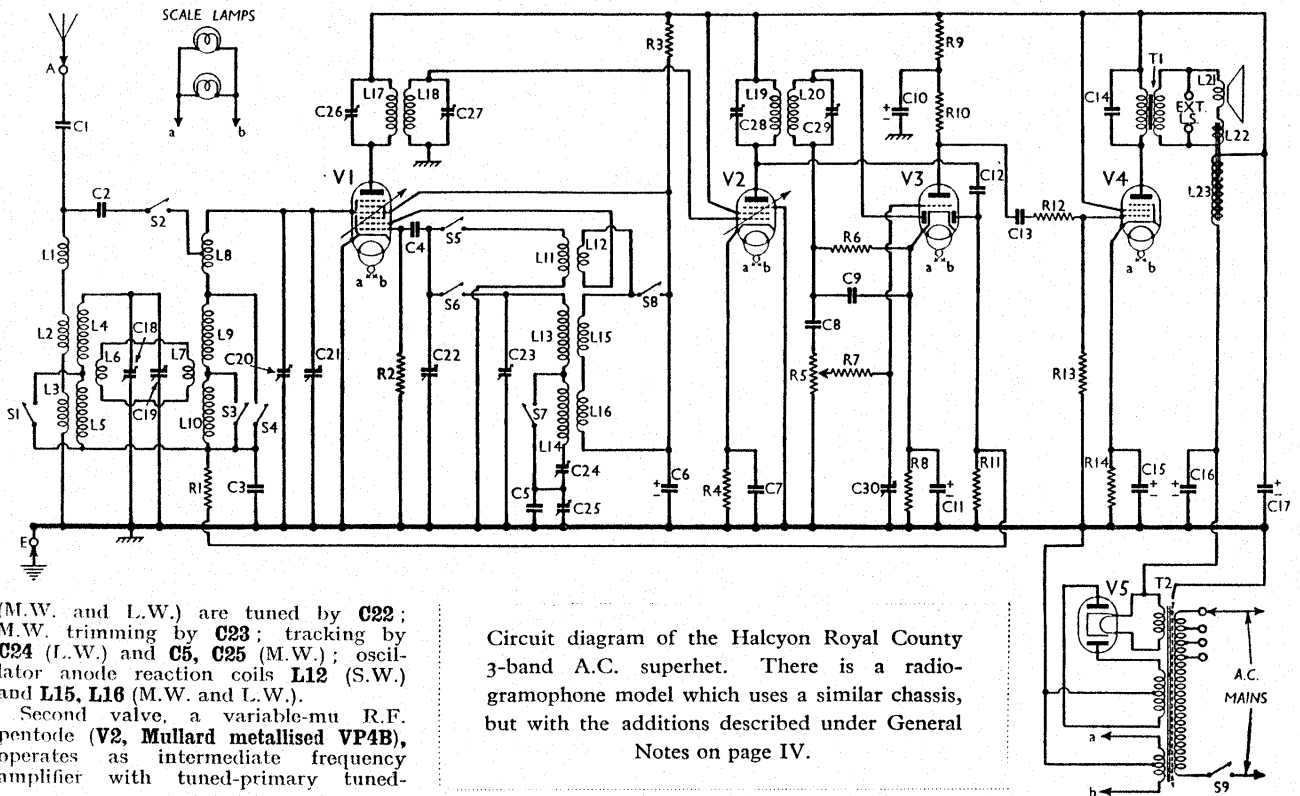 SCALE LAMPS
a b
A
C1
C2
S2
L1
L2
L3
L4
L5
L6
L7
C18
C19
S1
L8
L9
L10
S3
S4
R1
C3
C20
C21
C26
L17
L18
C27
V1
a b
C4
S5
S6
R2
C22
C23
L11
L12
L13
L14
L15
L16
S7
S8
C5
C24
C25
R3
C6
+
−
L19
C28
L20
C29
V2
a b
R4
C7
R6
C9
C8
R5
R7
C30
R8
C11
+
−
R9
C10
+
−
R10
V3
a b
C12
R11
C13
R12
R13
V4
a b
C14
T1
EXT.
L.S.
L21
L22
L23
R14
C15
+
−
C16
+
−
C17
+
−
E
V5
T2
a
b
A.C.
MAINS
S9
(M.W. and L.W.) are tuned by C22;
M.W. trimming by C23; tracking by
C24 (L.W.) and C5, C25 (M.W.); oscil-
lator anode reaction coils L12 (S.W.)
and L15, L16 (M.W. and L.W.).
Second valve, a variable-mu R.F.
pentode (V2, Mullard metallised VP4B),
operates as intermediate frequency
amplifier with tuned-primary tuned-
Circuit diagram of the Halcyon Royal County
3-band A.C. superhet. There is a radio-
gramophone model which uses a similar chassis,
but with the additions described under General
Notes on page IV.